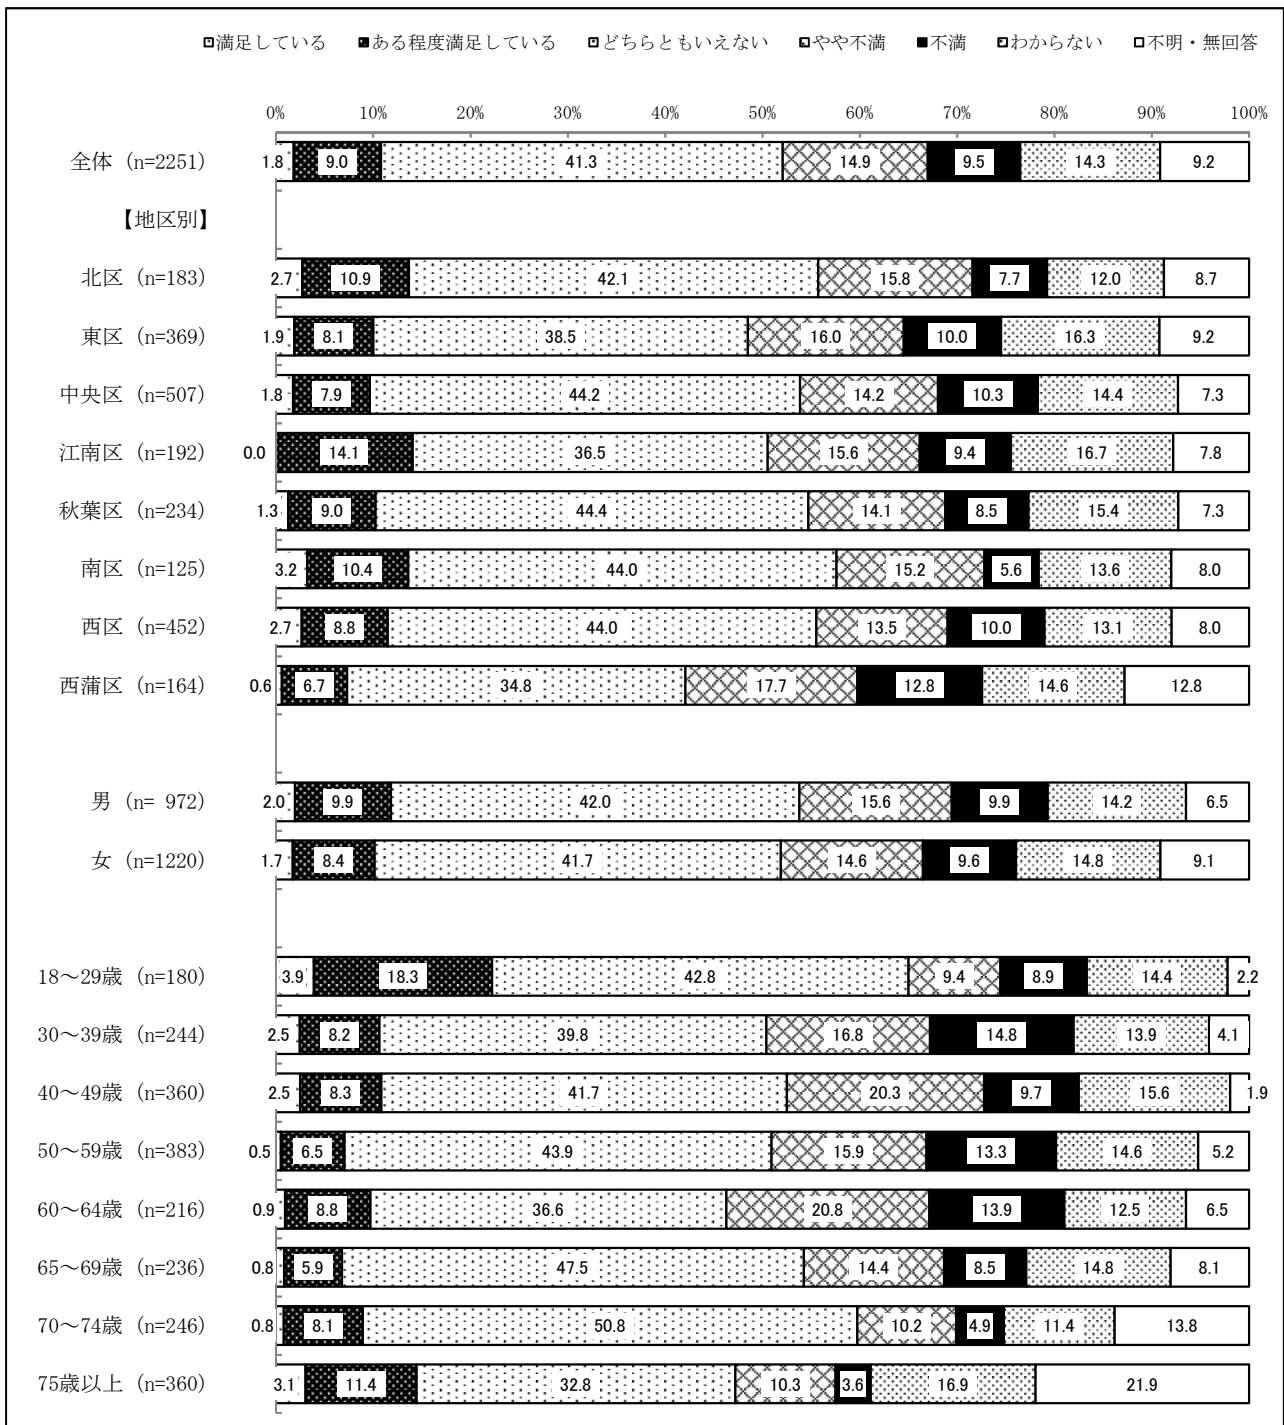 満足している ある程度満足している どちらともいえない やや不満 不満 わからない 不明・無回答
0% 10% 20% 30% 40% 50% 60% 70% 80% 90% 100%
全体 (n=2251) 1.8 9.0 41.3 14.9 9.5 14.3 9.2
【地区別】
北区 (n=183) 2.7 10.9 42.1 15.8 7.7 12.0 8.7
東区 (n=369) 1.9 8.1 38.5 16.0 10.0 16.3 9.2
中央区 (n=507) 1.8 7.9 44.2 14.2 10.3 14.4 7.3
江南区 (n=192) 0.0 14.1 36.5 15.6 9.4 16.7 7.8
秋葉区 (n=234) 1.3 9.0 44.4 14.1 8.5 15.4 7.3
南区 (n=125) 3.2 10.4 44.0 15.2 5.6 13.6 8.0
西区 (n=452) 2.7 8.8 44.0 13.5 10.0 13.1 8.0
西蒲区 (n=164) 0.6 6.7 34.8 17.7 12.8 14.6 12.8
男 (n= 972) 2.0 9.9 42.0 15.6 9.9 14.2 6.5
女 (n=1220) 1.7 8.4 41.7 14.6 9.6 14.8 9.1
18～29歳 (n=180) 3.9 18.3 42.8 9.4 8.9 14.4 2.2
30～39歳 (n=244) 2.5 8.2 39.8 16.8 14.8 13.9 4.1
40～49歳 (n=360) 2.5 8.3 41.7 20.3 9.7 15.6 1.9
50～59歳 (n=383) 0.5 6.5 43.9 15.9 13.3 14.6 5.2
60～64歳 (n=216) 0.9 8.8 36.6 20.8 13.9 12.5 6.5
65～69歳 (n=236) 0.8 5.9 47.5 14.4 8.5 14.8 8.1
70～74歳 (n=246) 0.8 8.1 50.8 10.2 4.9 11.4 13.8
75歳以上 (n=360) 3.1 11.4 32.8 10.3 3.6 16.9 21.9